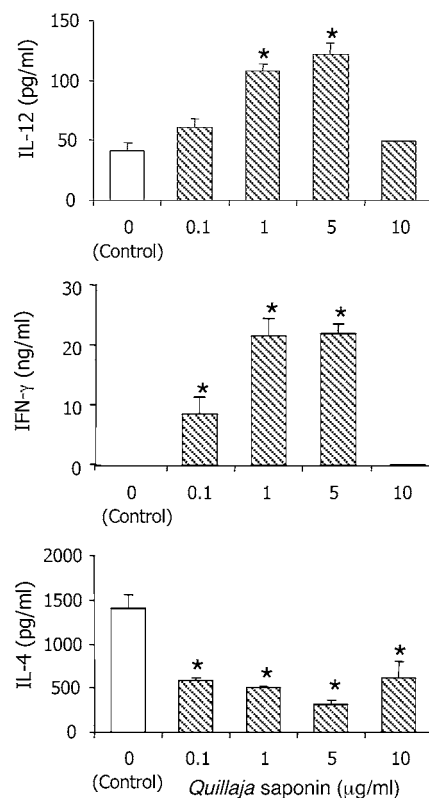 150
*
*
100
50
0
IL-12 (pg/ml)
0 0.1 1 5 10
(Control)
30
*
*
20
*
10
0
IFN-γ (ng/ml)
0 0.1 1 5 10
(Control)
2000
1500
1000
*
*
*
*
500
0
IL-4 (pg/ml)
0 0.1 1 5 10
(Control)
Quillaja saponin (μg/ml)